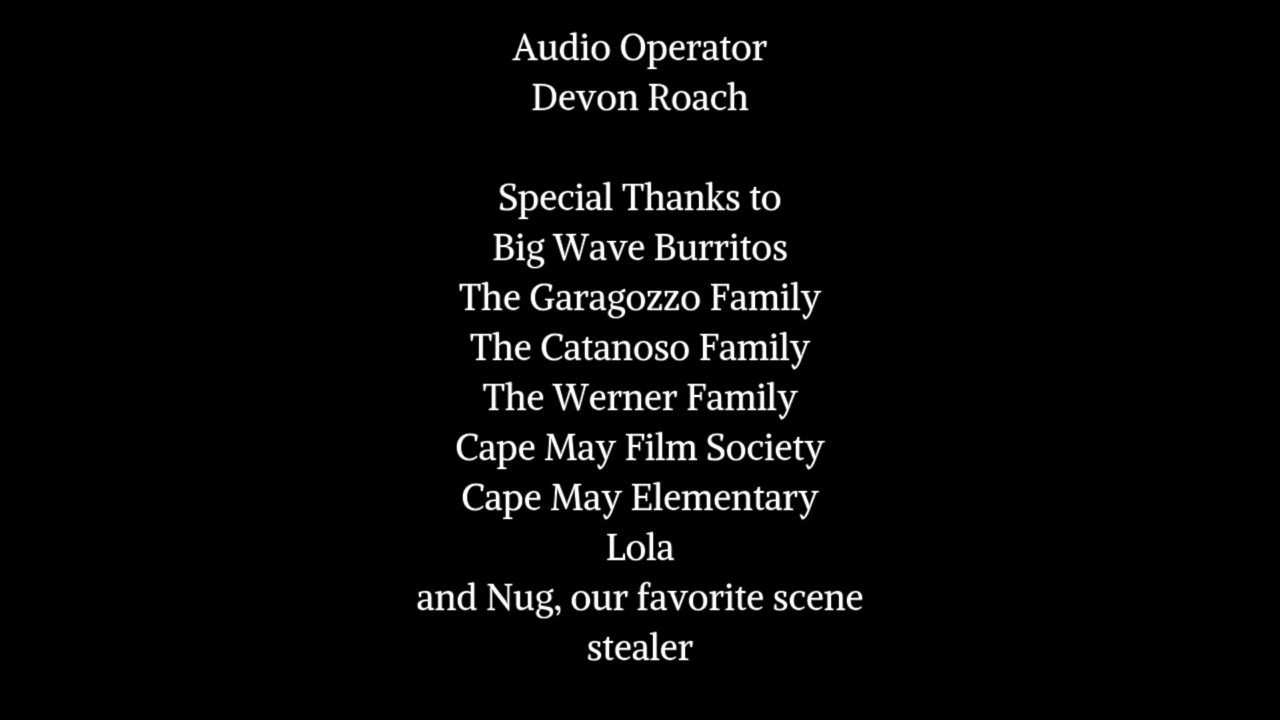 Audio Operator
Devon Roach
Special Thanks to
Big Wave Burritos
The Garagozzo Family
The Catanoso Family
The Werner Family
Cape May Film Society
Cape May Elementary
Lola
and Nug, our favorite scene
stealer